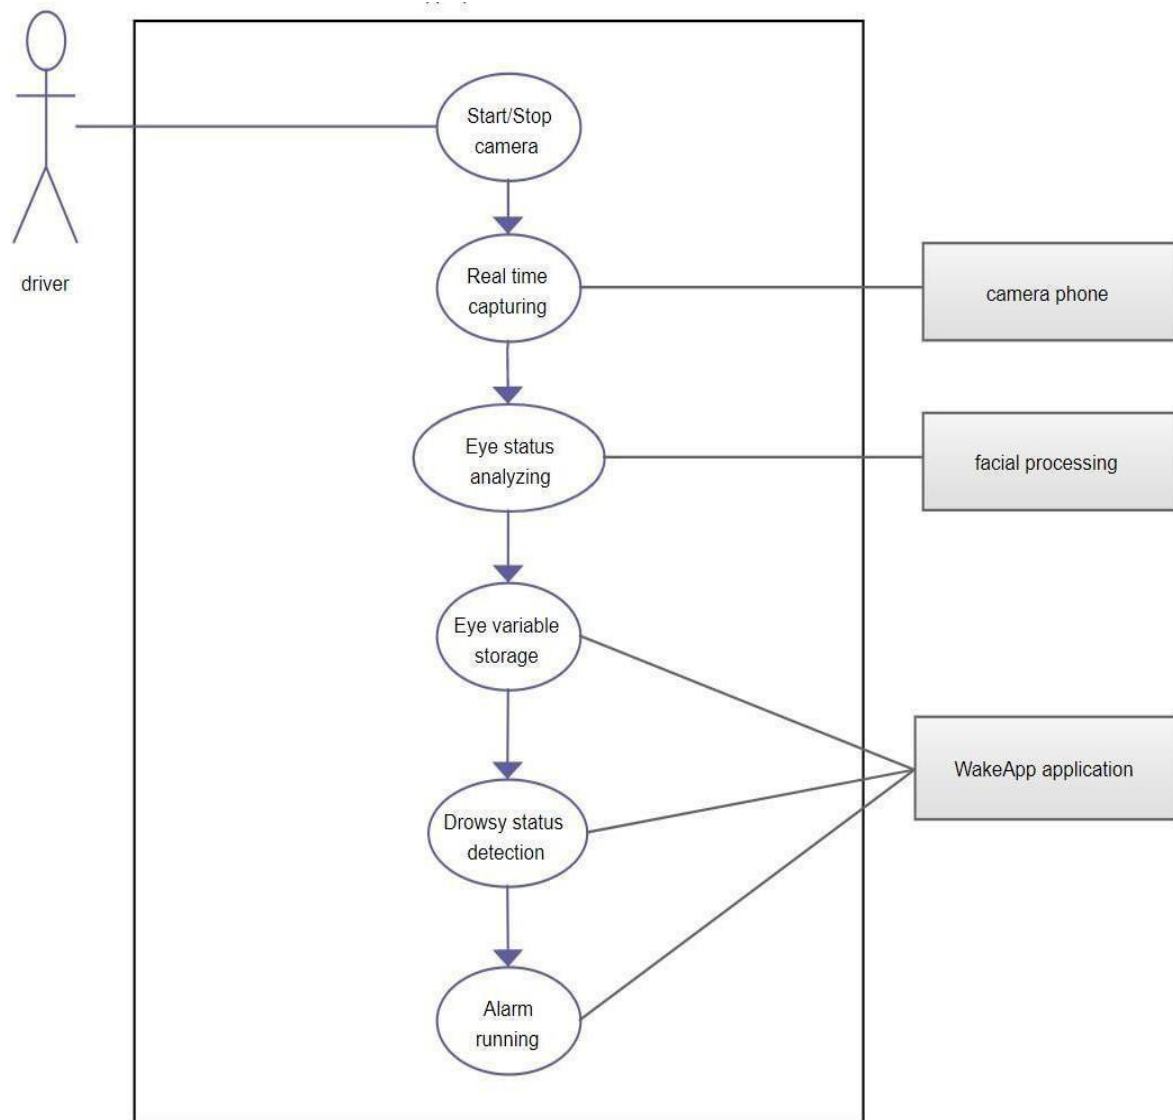 Start/Stop
camera
driver
Real time
capturing
camera phone
Eye status
analyzing
facial processing
Eye variable
storage
WakeApp application
Drowsy status
detection
Alarm
running